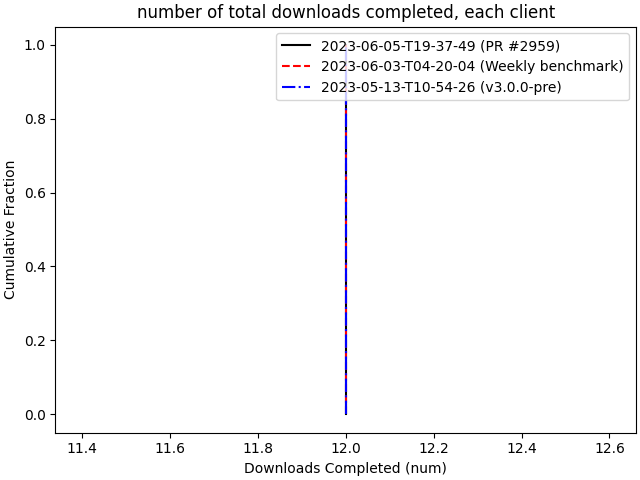 number of total downloads completed, each client
1.0
0.8
0.6
0.4
0.2
0.0
Cumulative Fraction
2023-06-05-T19-37-49 (PR #2959)
2023-06-03-T04-20-04 (Weekly benchmark)
2023-05-13-T10-54-26 (v3.0.0-pre)
11.4 11.6 11.8 12.0 12.2 12.4 12.6
Downloads Completed (num)